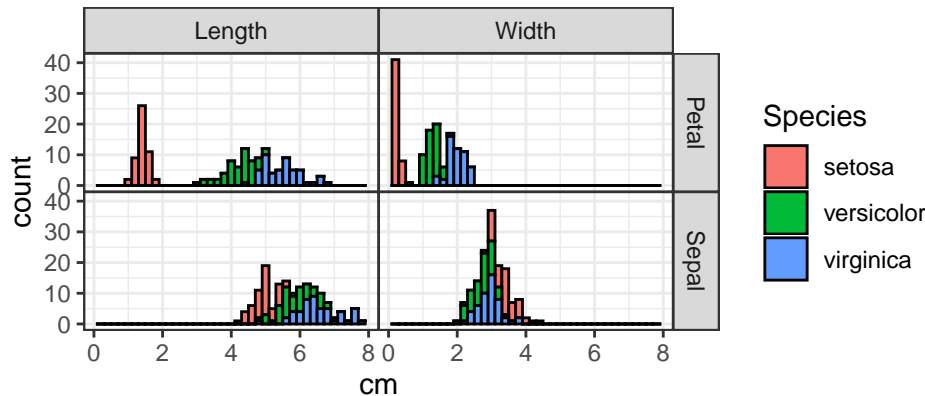 Length Width
40
30
20
10
0
Petal
40
30
20
10
0
Sepal
count
0 2 4 6 8 0 2 4 6 8
cm
Species
setosa
versicolor
virginica